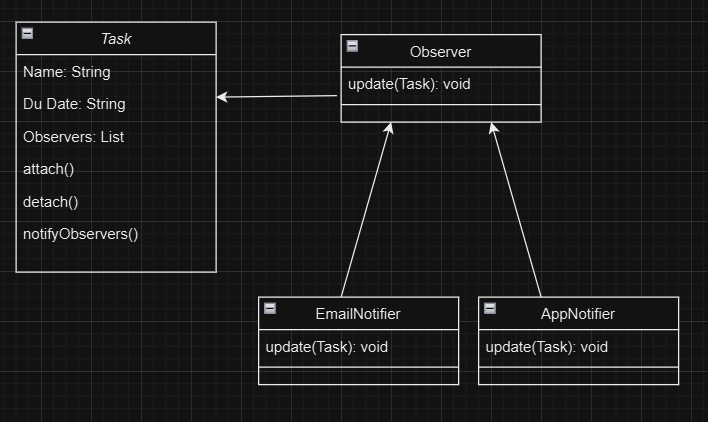 Task
Name: String
Du Date: String
Observers: List
attach()
detach()
notifyObservers()
Observer
update(Task): void
EmailNotifier
update(Task): void
AppNotifier
update(Task): void